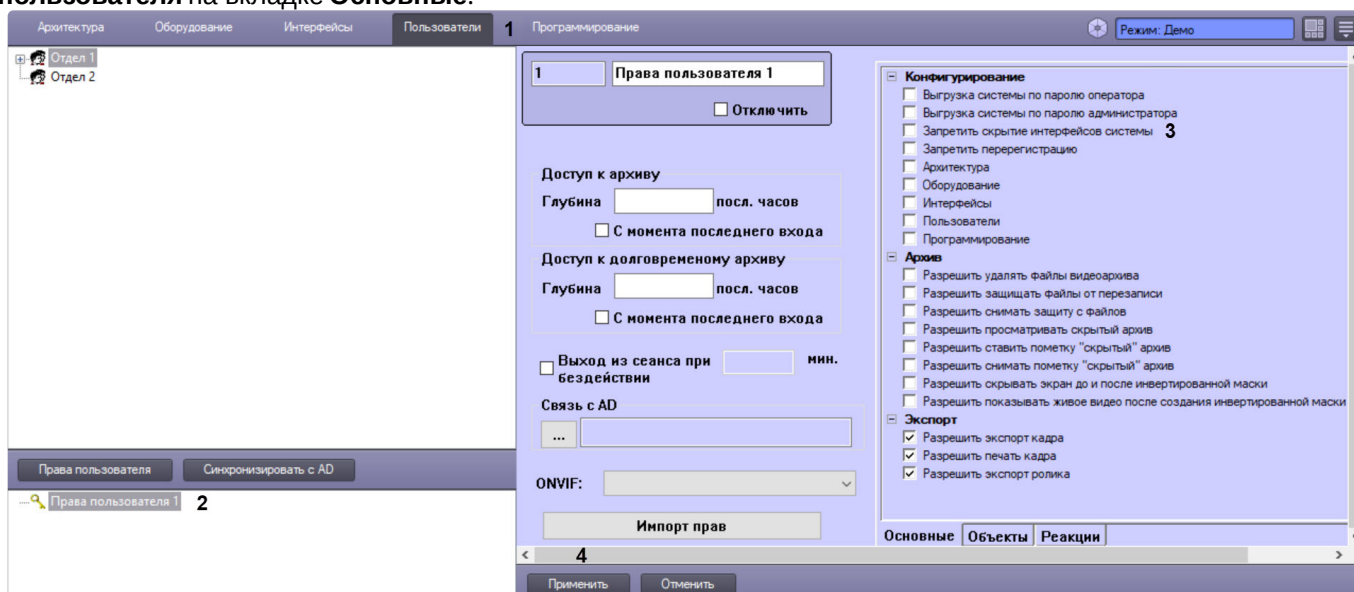 пользователя на вкладке Основные.
Архитектура Оборудование Интерфейсы Пользователи 1 Программирование Режим: Демо
Отдел 1
Отдел 2
1 Права пользователя 1
Отключить
Доступ к архиву
Глубина посл. часов
С момента последнего входа
Доступ к долговременому архиву
Глубина посл. часов
С момента последнего входа
Выход из сеанса при бездействии мин.
Связь с AD
...
ONVIF:
Импорт прав
4
Применить Отменить
Конфигурирование
Выгрузка системы по паролю оператора
Выгрузка системы по паролю администратора
Запретить скрытие интерфейсов системы 3
Запретить перерегистрацию
Архитектура
Оборудование
Интерфейсы
Пользователи
Программирование
Архив
Разрешить удалять файлы видеоархива
Разрешить защищать файлы от перезаписи
Разрешить снимать защиту с файлов
Разрешить просматривать скрытый архив
Разрешить ставить пометку "скрытый" архив
Разрешить снимать пометку "скрытый" архив
Разрешить скрывать экран до и после инвертированной маски
Разрешить показывать живое видео после создания инвертированной маски
Экспорт
Разрешить экспорт кадра
Разрешить печать кадра
Разрешить экспорт ролика
Основные Объекты Реакции
Права пользователя Синхронизировать с AD
Права пользователя 1 2